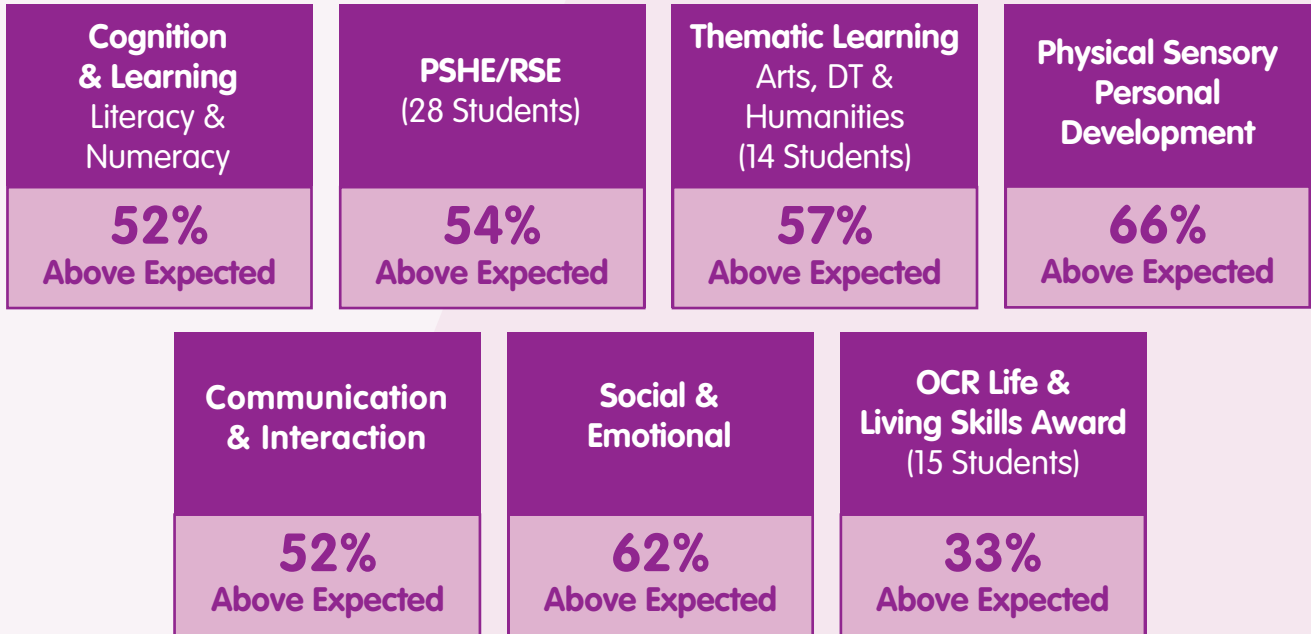 Cognition
& Learning
Literacy &
Numeracy
52%
Above Expected
PSHE/RSE
(28 Students)
54%
Above Expected
Thematic Learning
Arts, DT &
Humanities
(14 Students)
57%
Above Expected
Physical Sensory
Personal
Development
66%
Above Expected
Communication
& Interaction
52%
Above Expected
Social &
Emotional
62%
Above Expected
OCR Life &
Living Skills Award
(15 Students)
33%
Above Expected